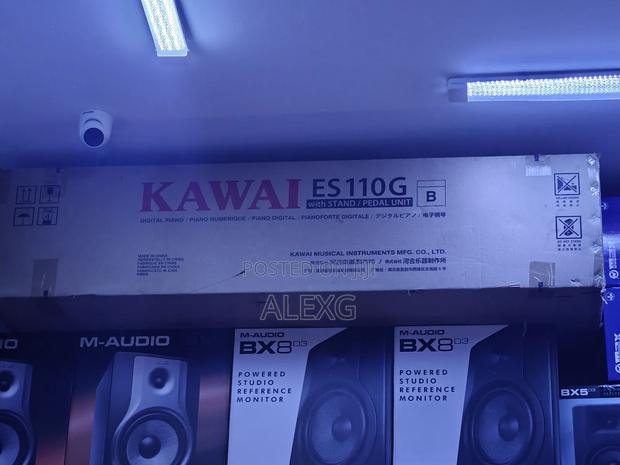 KAWAI ES110G B
with STAND / PEDAL UNIT
DIGITAL PIANO / PIANO NUMERIQUE / PIANO DIGITAL / PIANOFORTE DIGITALE / デジタルピアノ / 电子钢琴
KAWAI MUSICAL INSTRUMENTS MFG. CO., LTD.
MADE IN CHINA
POSTED ON
ALEXG
M-AUDIO
M-AUDIO
BX8 D3
POWERED
STUDIO
REFERENCE
MONITOR
M-AUDIO
BX8 D3
POWERED
STUDIO
REFERENCE
MONITOR
BX5 D3